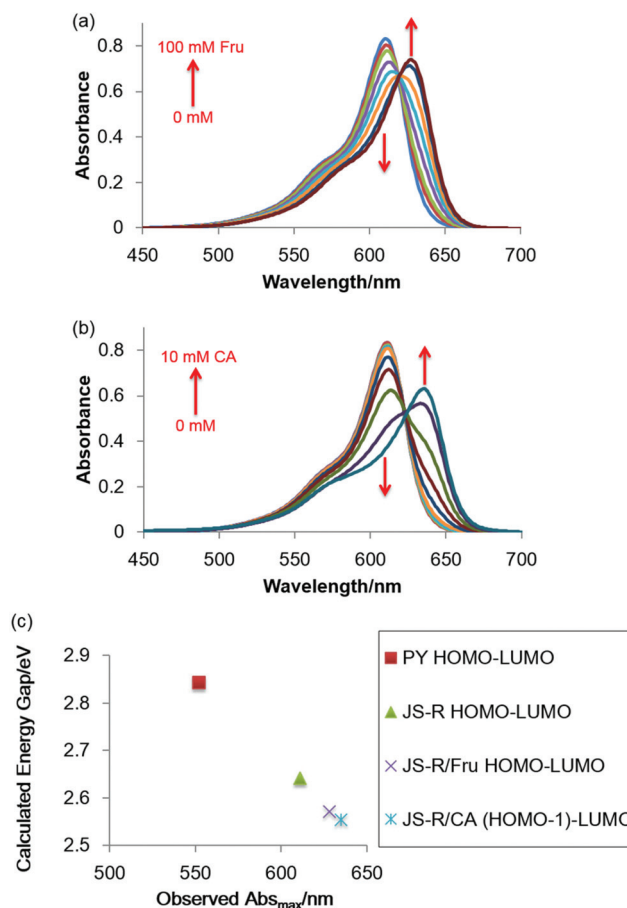 (a)
100 mM Fru
0 mM
Absorbance
0.8
0.6
0.4
0.2
0
450 500 550 600 650 700
Wavelength/nm
(b)
10 mM CA
0 mM
Absorbance
0.8
0.6
0.4
0.2
0
450 500 550 600 650 700
Wavelength/nm
(c)
Calculated Energy Gap/eV
2.9
2.8
2.7
2.6
2.5
500 550 600 650
Observed Absmax/nm
PY HOMO-LUMO
JS-R HOMO-LUMO
JS-R/Fru HOMO-LUMO
JS-R/CA (HOMO-1)-LUMO